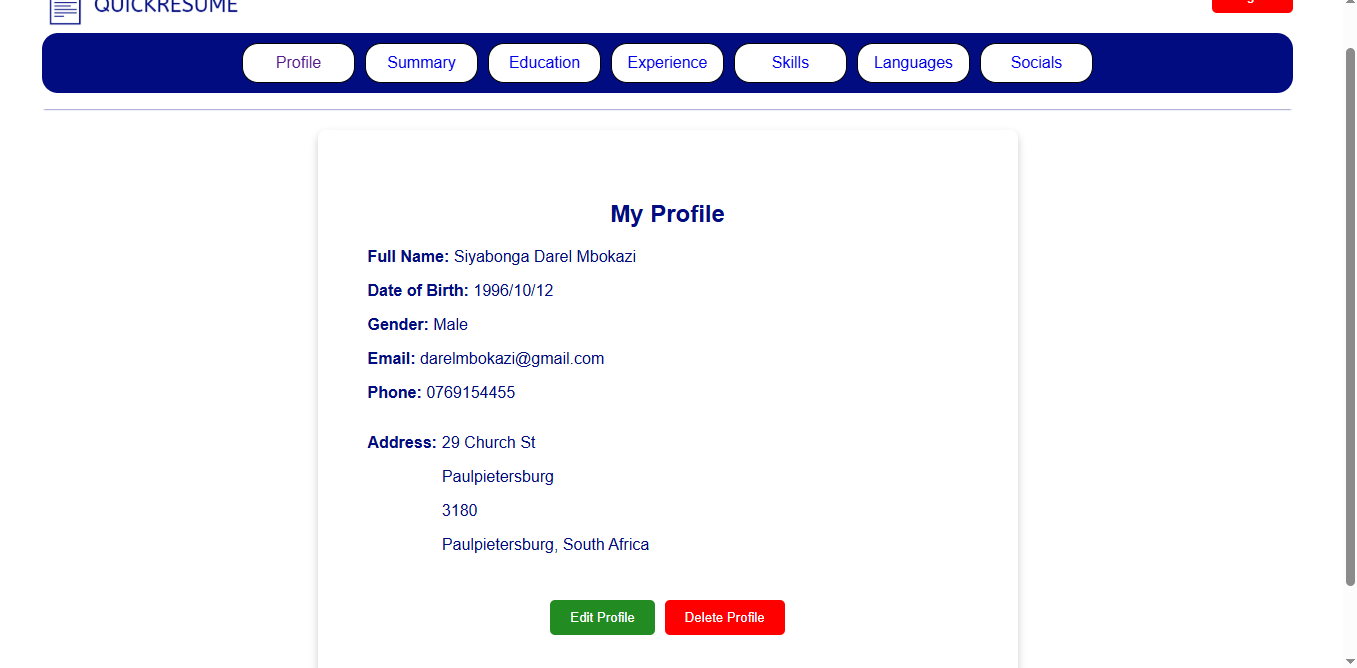 QUICKRESUME
Profile Summary Education Experience Skills Languages Socials
My Profile
Full Name: Siyabonga Darel Mbokazi
Date of Birth: 1996/10/12
Gender: Male
Email: darelmbokazi@gmail.com
Phone: 0769154455
Address: 29 Church St
Paulpietersburg
3180
Paulpietersburg, South Africa
Edit Profile Delete Profile